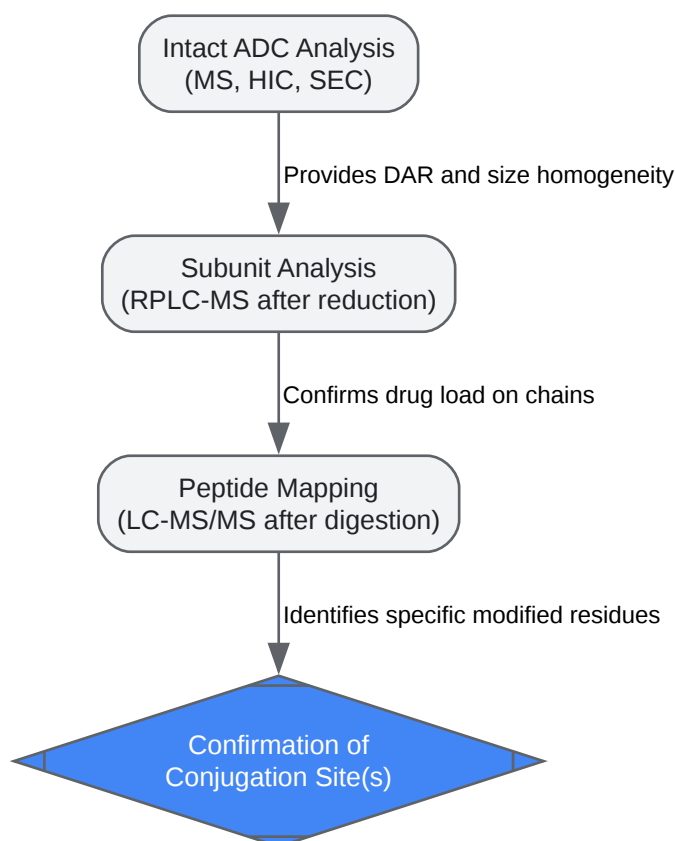 Intact ADC Analysis
(MS, HIC, SEC)
Provides DAR and size homogeneity
Subunit Analysis
(RPLC-MS after reduction)
Confirms drug load on chains
Peptide Mapping
(LC-MS/MS after digestion)
Identifies specific modified residues
Confirmation of
Conjugation Site(s)